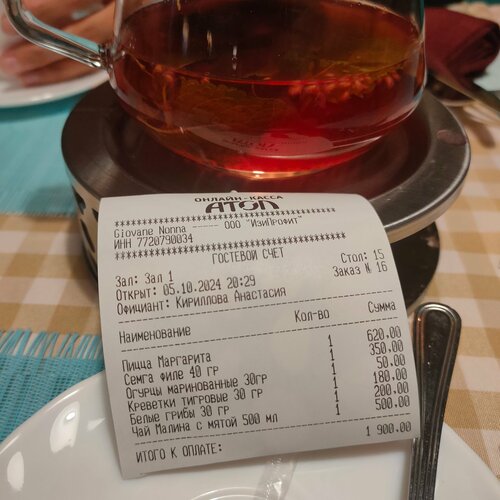 ОНЛАЙН-КАССА
АТОЛ
*****************************************
Giovane Nonna ----- ООО "ИзиПрофит"
ИНН 7720790034
*****************************************
ГОСТЕВОЙ СЧЕТ
Зал: Зал 1 Стол: 15
Открыт: 05.10.2024 20:29 Заказ N 16
Официант: Кириллова Анастасия
Наименование Кол-во Сумма
Пицца Маргарита 1 620.00
Семга филе 40 гр 1 350.00
Огурцы маринованные 30гр 1 50.00
Креветки тигровые 30 гр 1 180.00
Белые грибы 30 гр 1 200.00
Чай Малина с мятой 500 мл 1 500.00
ИТОГО К ОПЛАТЕ: 1 900.00